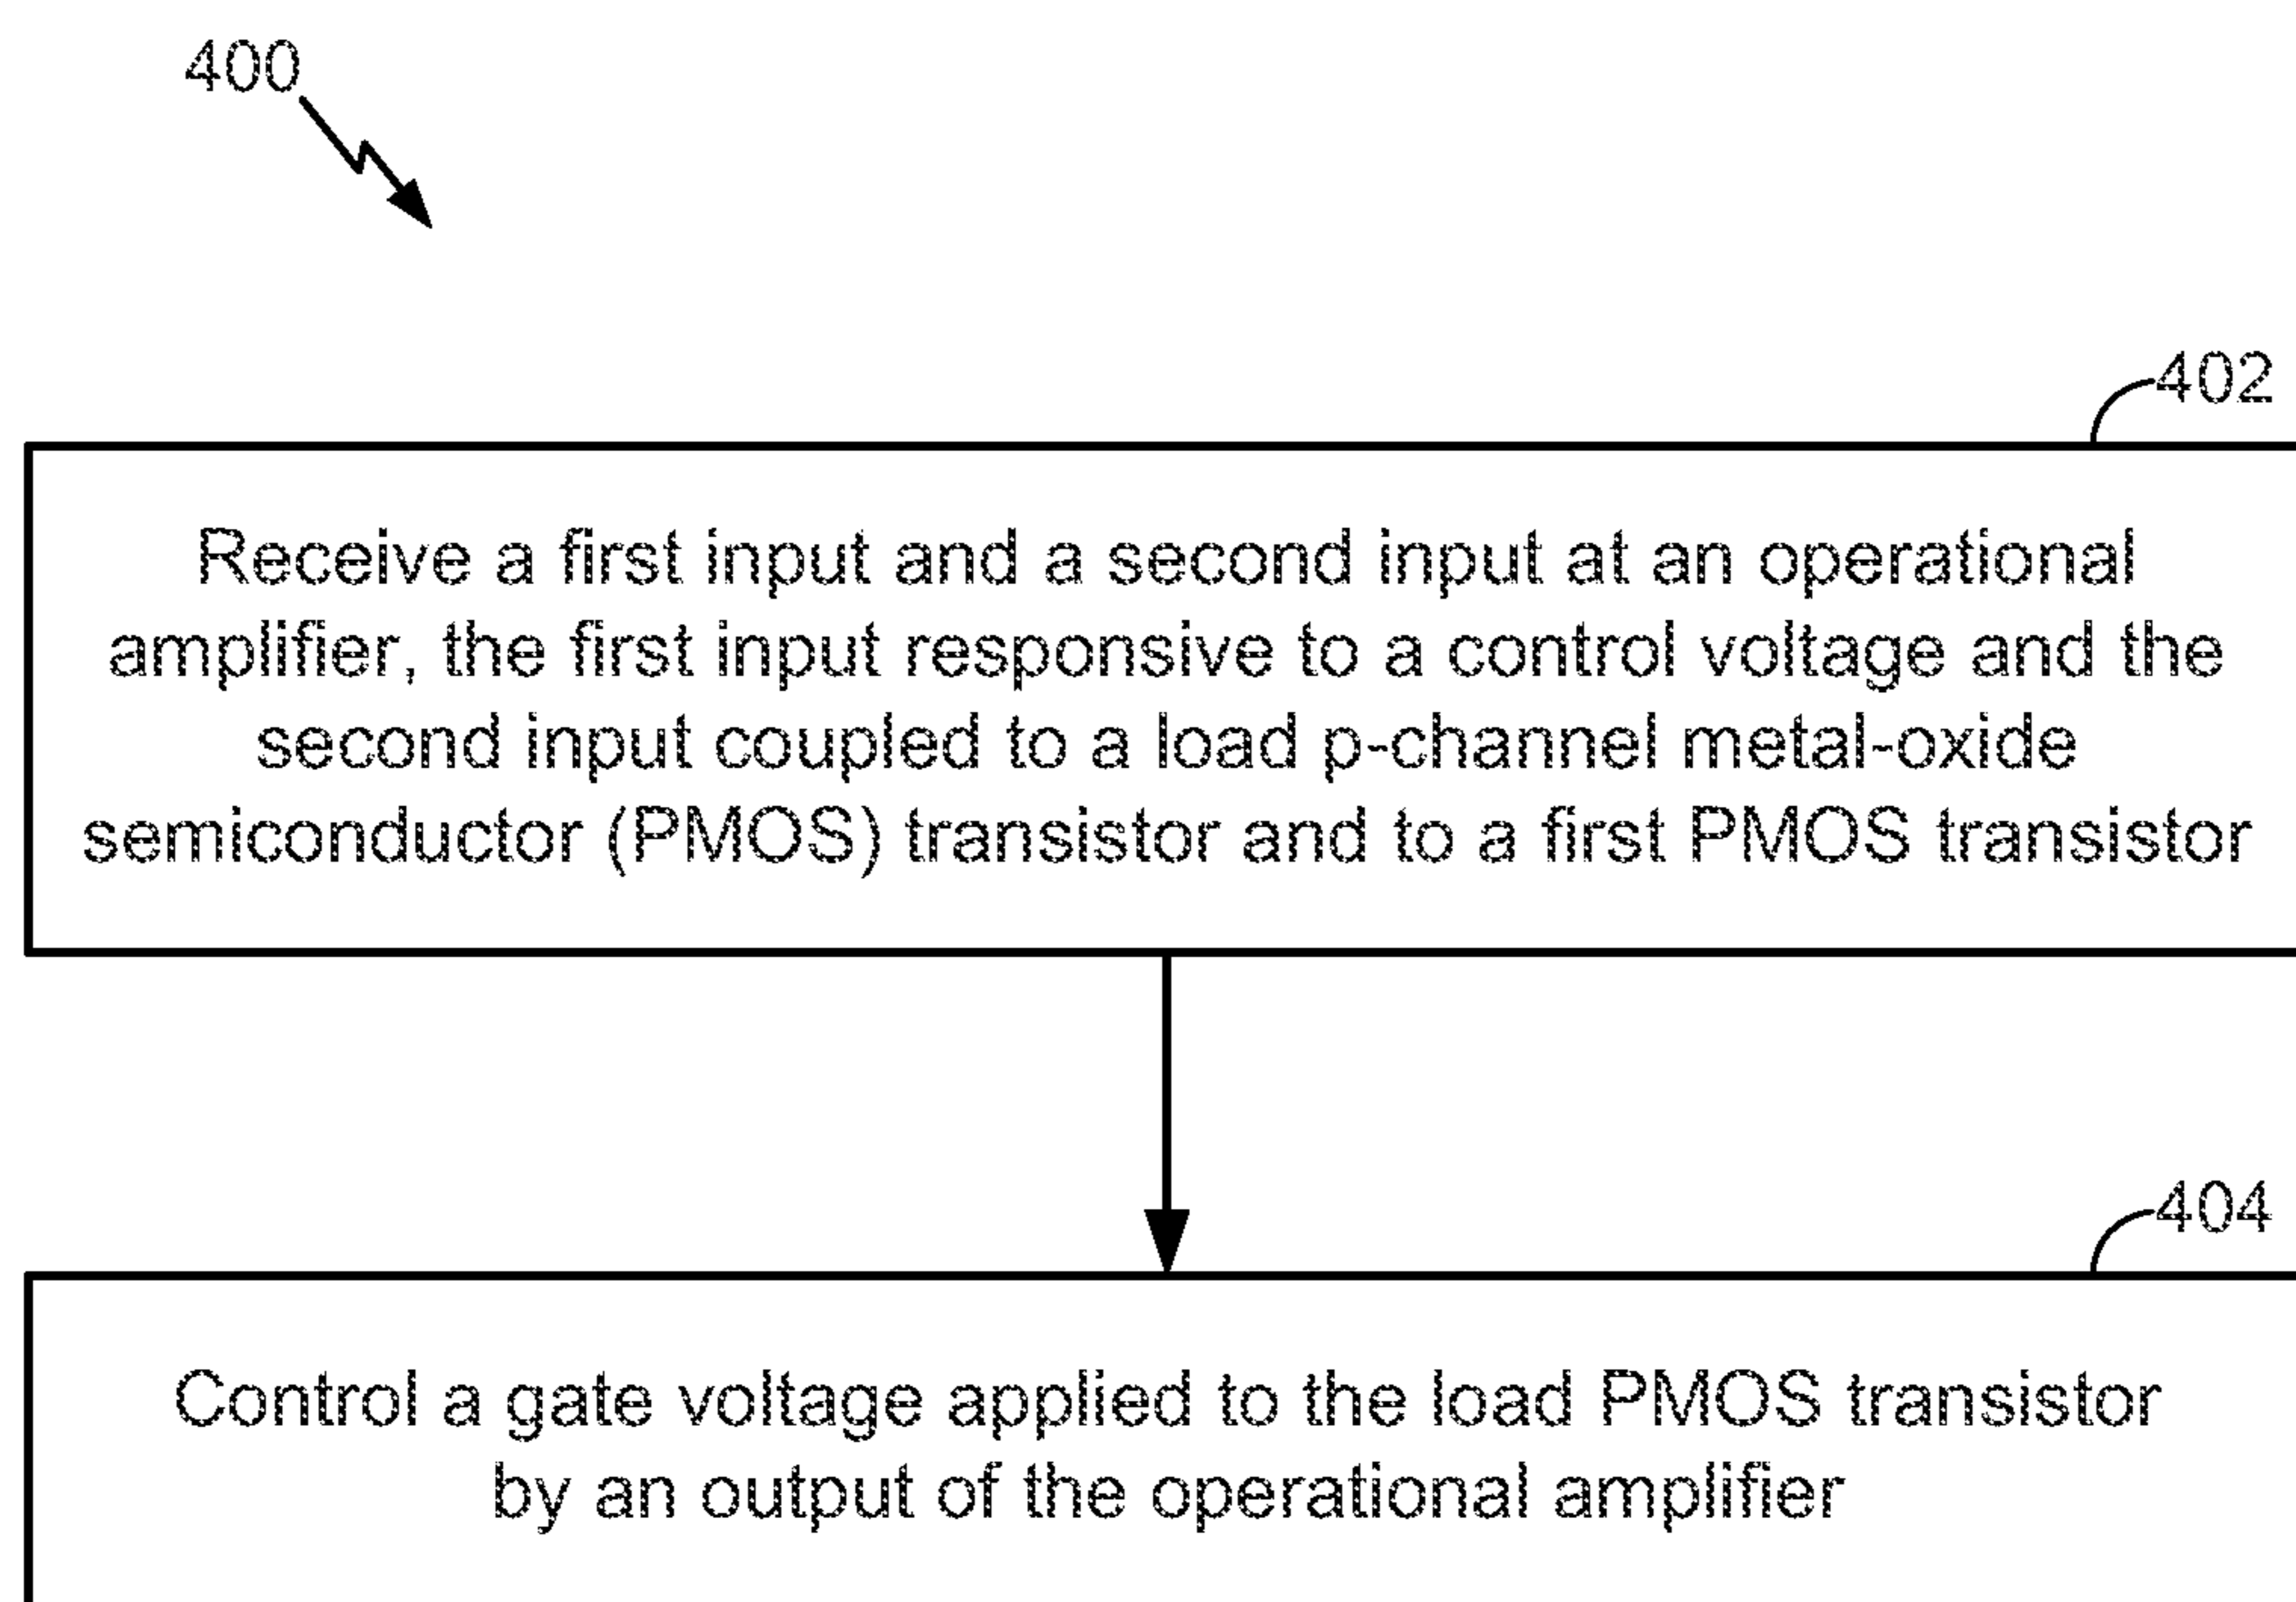 400
402
Receive a first input and a second input at an operational
amplifier, the first input responsive to a control voltage and the
second input coupled to a load p-channel metal-oxide
semiconductor (PMOS) transistor and to a first PMOS transistor
404
Control a gate voltage applied to the load PMOS transistor
by an output of the operational amplifier